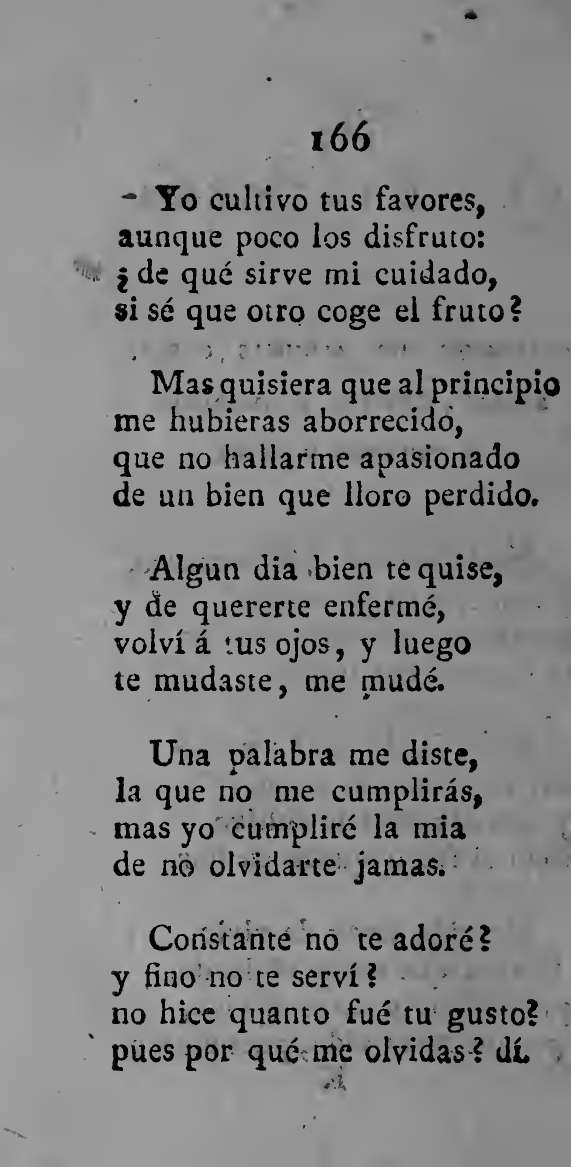 166
Yo cultivo tus favores,
aunque poco los disfruto:
¿de qué sirve mi cuidado,
si sé que otro coge el fruto?
Mas quisiera que al principio
me hubieras aborrecido,
que no hallarme apasionado
de un bien que lloro perdido.
Algun dia bien te quise,
y de quererte enfermé,
volví á tus ojos, y luego
te mudaste, me mudé.
Una palabra me diste,
la que no me cumplirás,
mas yo cumpliré la mia
de no olvidarte jamas.
Constante no te adoré?
y fino no te serví?
no hice quanto fué tu gusto?
pues por qué me olvidas? dí.